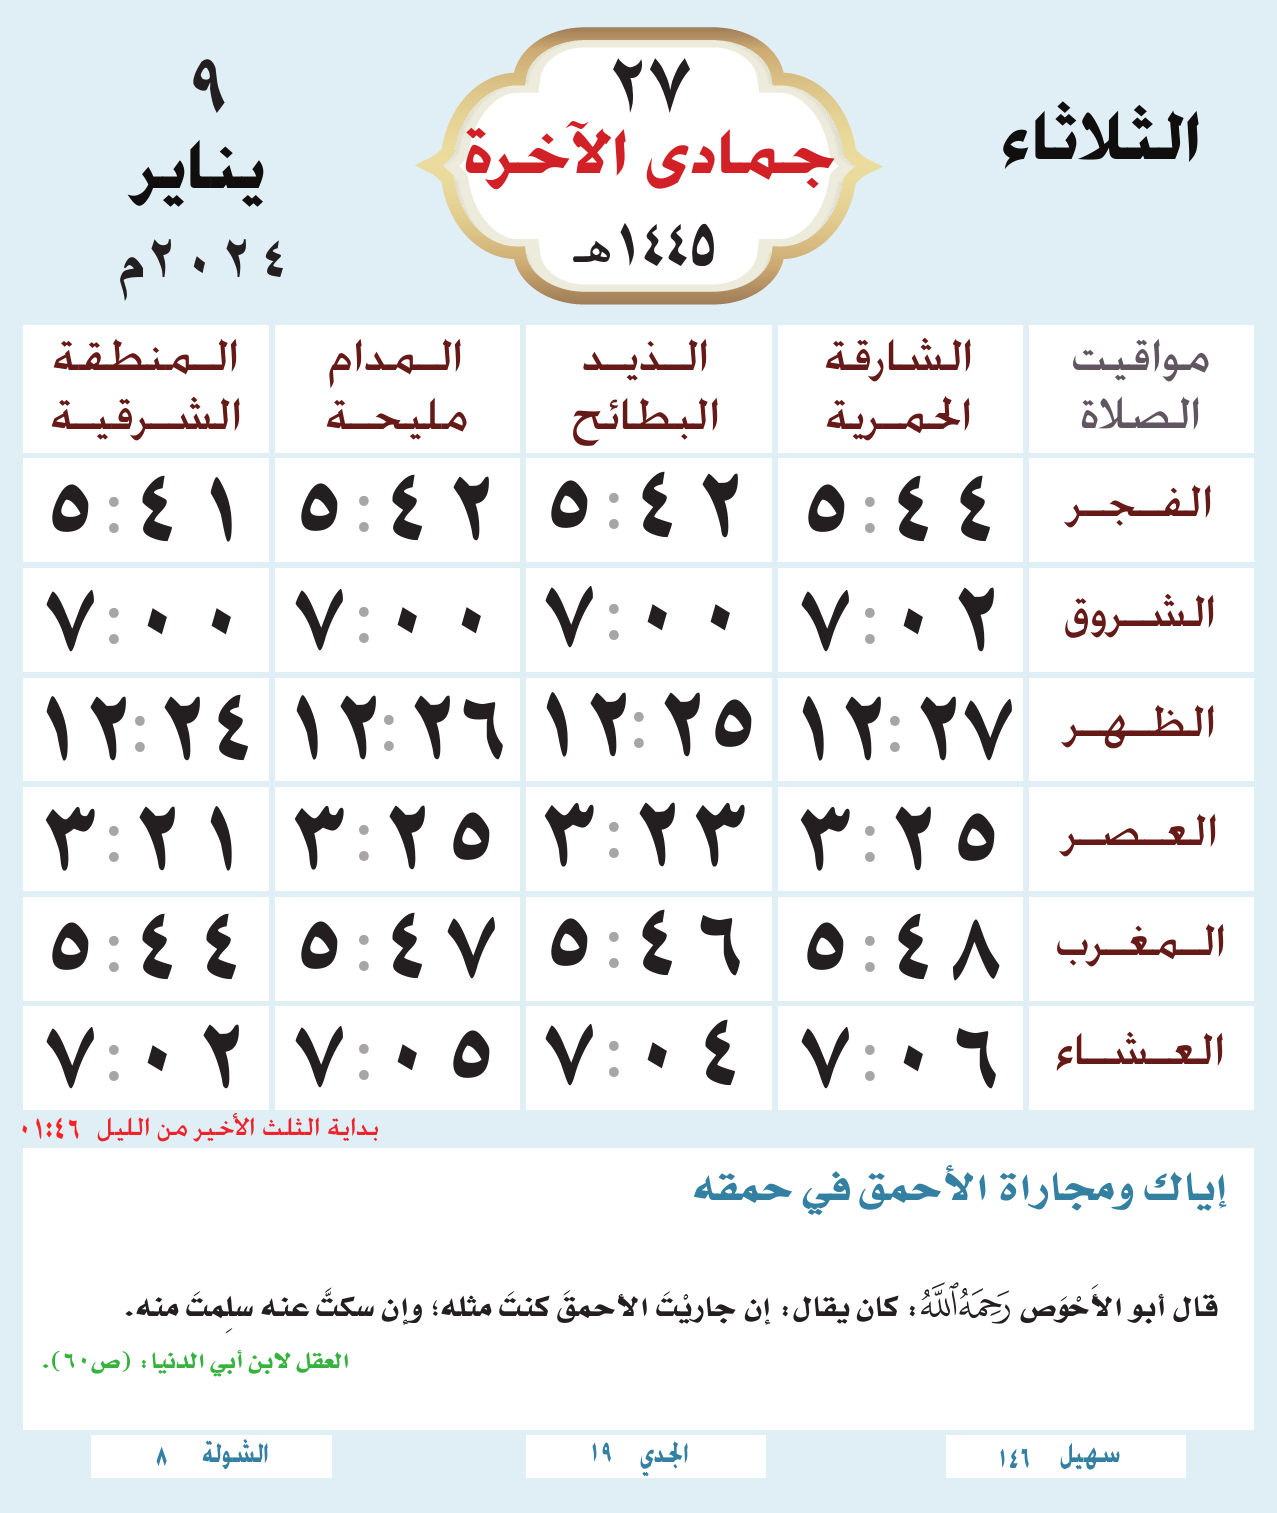 الثلاثاء
٢٧
جمادى الآخرة
١٤٤٥هـ
٩
يناير
٢٠٢٤م
مواقيت الصلاة
الشارقة الحمرية
الذيد البطائح
المدام مليحة
المنطقة الشرقية
الفجر ٥:٤٤ ٥:٤٢ ٥:٤٢ ٥:٤١
الشروق ٧:٠٢ ٧:٠٠ ٧:٠٠ ٧:٠٠
الظهر ١٢:٢٧ ١٢:٢٥ ١٢:٢٦ ١٢:٢٤
العصر ٣:٢٥ ٣:٢٣ ٣:٢٥ ٣:٢١
المغرب ٥:٤٨ ٥:٤٦ ٥:٤٧ ٥:٤٤
العشاء ٧:٠٦ ٧:٠٤ ٧:٠٥ ٧:٠٢
بداية الثلث الأخير من الليل ٠١:٤٦
إياك ومجاراة الأحمق في حمقه
قال أبو الأَحْوَص رَحِمَهُ ٱللَّهُ: كان يقال: إن جاريْتَ الأحمقَ كنتَ مثله؛ وإن سكتَّ عنه سلِمتَ منه.
العقل لابن أبي الدنيا: (ص٦٠).
سهيل ١٤٦
الجدي ١٩
الشولة ٨